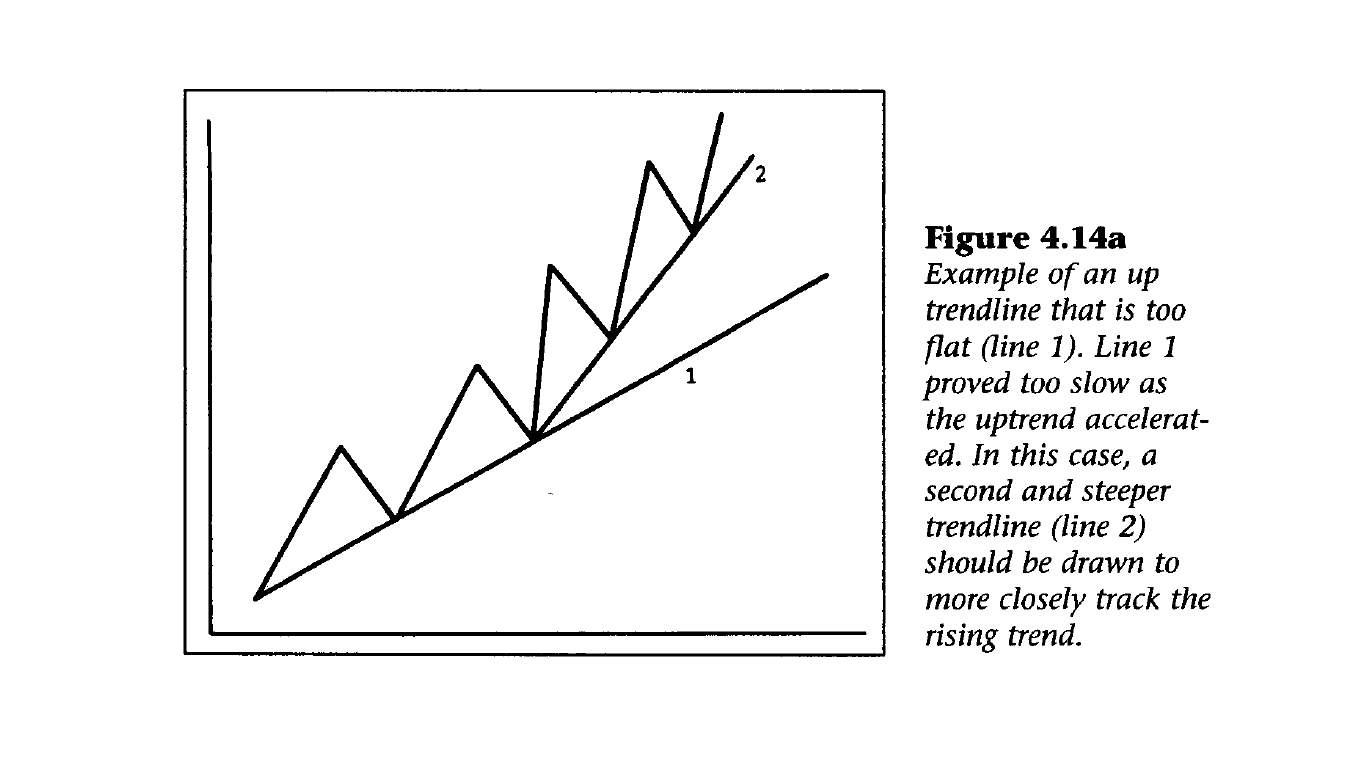 2
1
Figure 4.14a
Example of an up
trendline that is too
flat (line 1). Line 1
proved too slow as
the uptrend accelerat-
ed. In this case, a
second and steeper
trendline (line 2)
should be drawn to
more closely track the
rising trend.